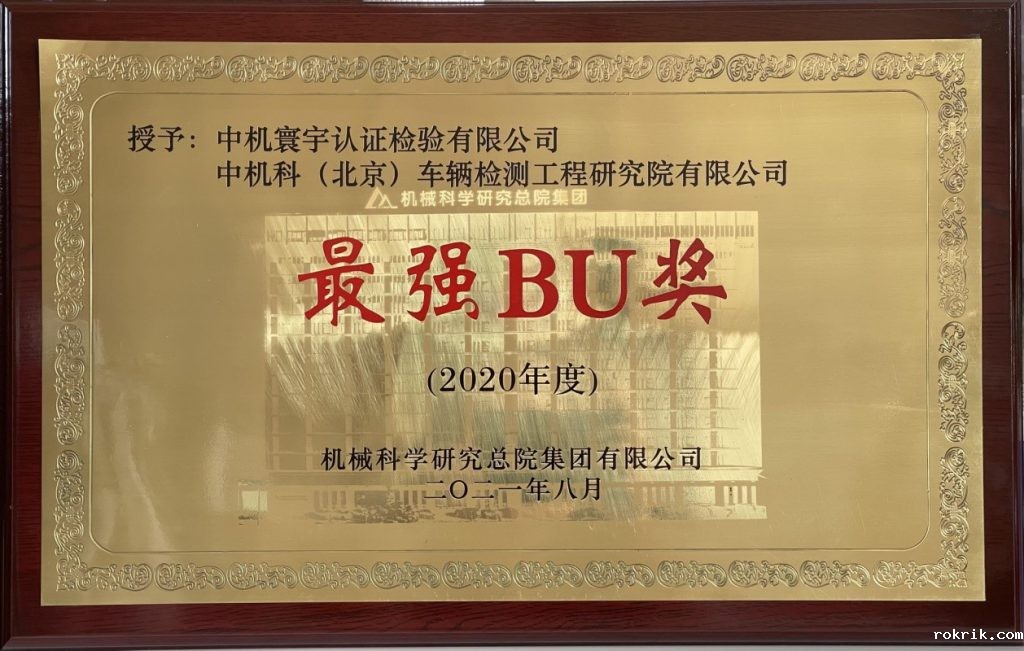 授予：中机寰宇认证检验有限公司
中机科（北京）车辆检测工程研究院有限公司
机械科学研究总院集团
最强BU奖
(2020年度)
机械科学研究总院集团有限公司
二〇二一年八月
rokrik.com